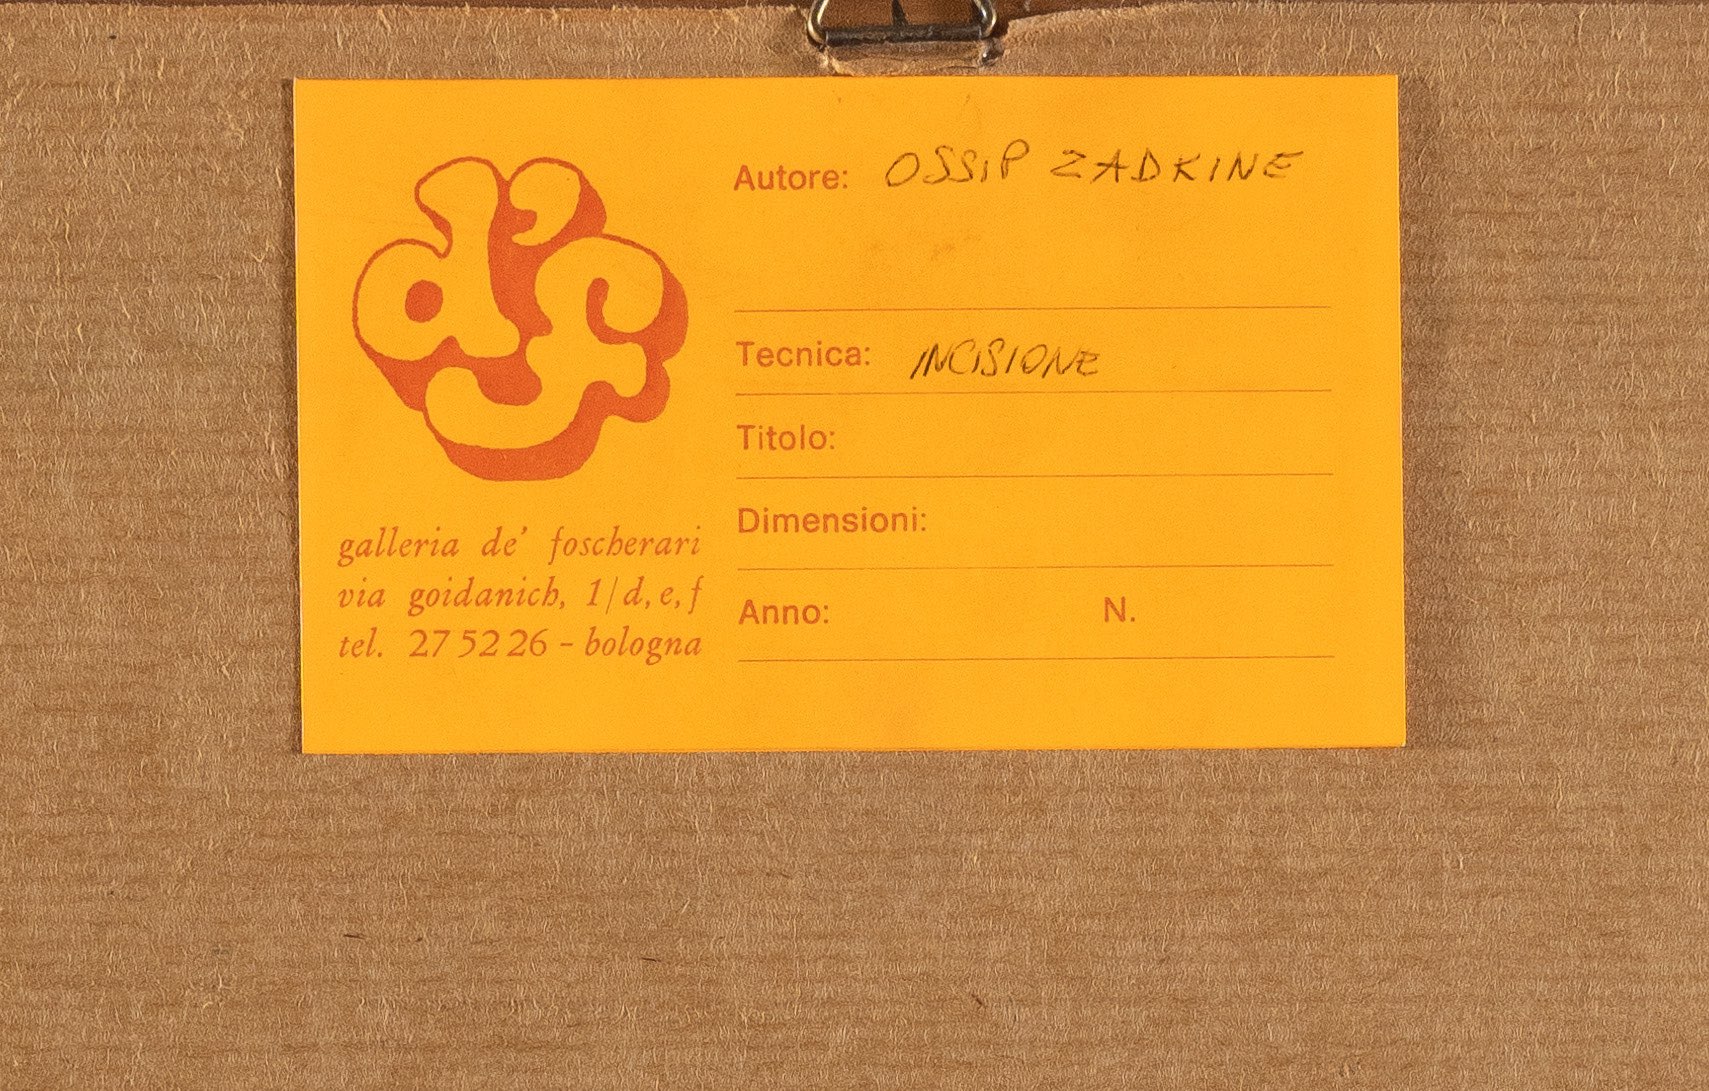 d'f
galleria de' foscherari
via goidanich, 1/d,e,f
tel. 27 52 26 - bologna
Autore: OSSIP ZADKINE
Tecnica: INCISIONE
Titolo:
Dimensioni:
Anno: N.